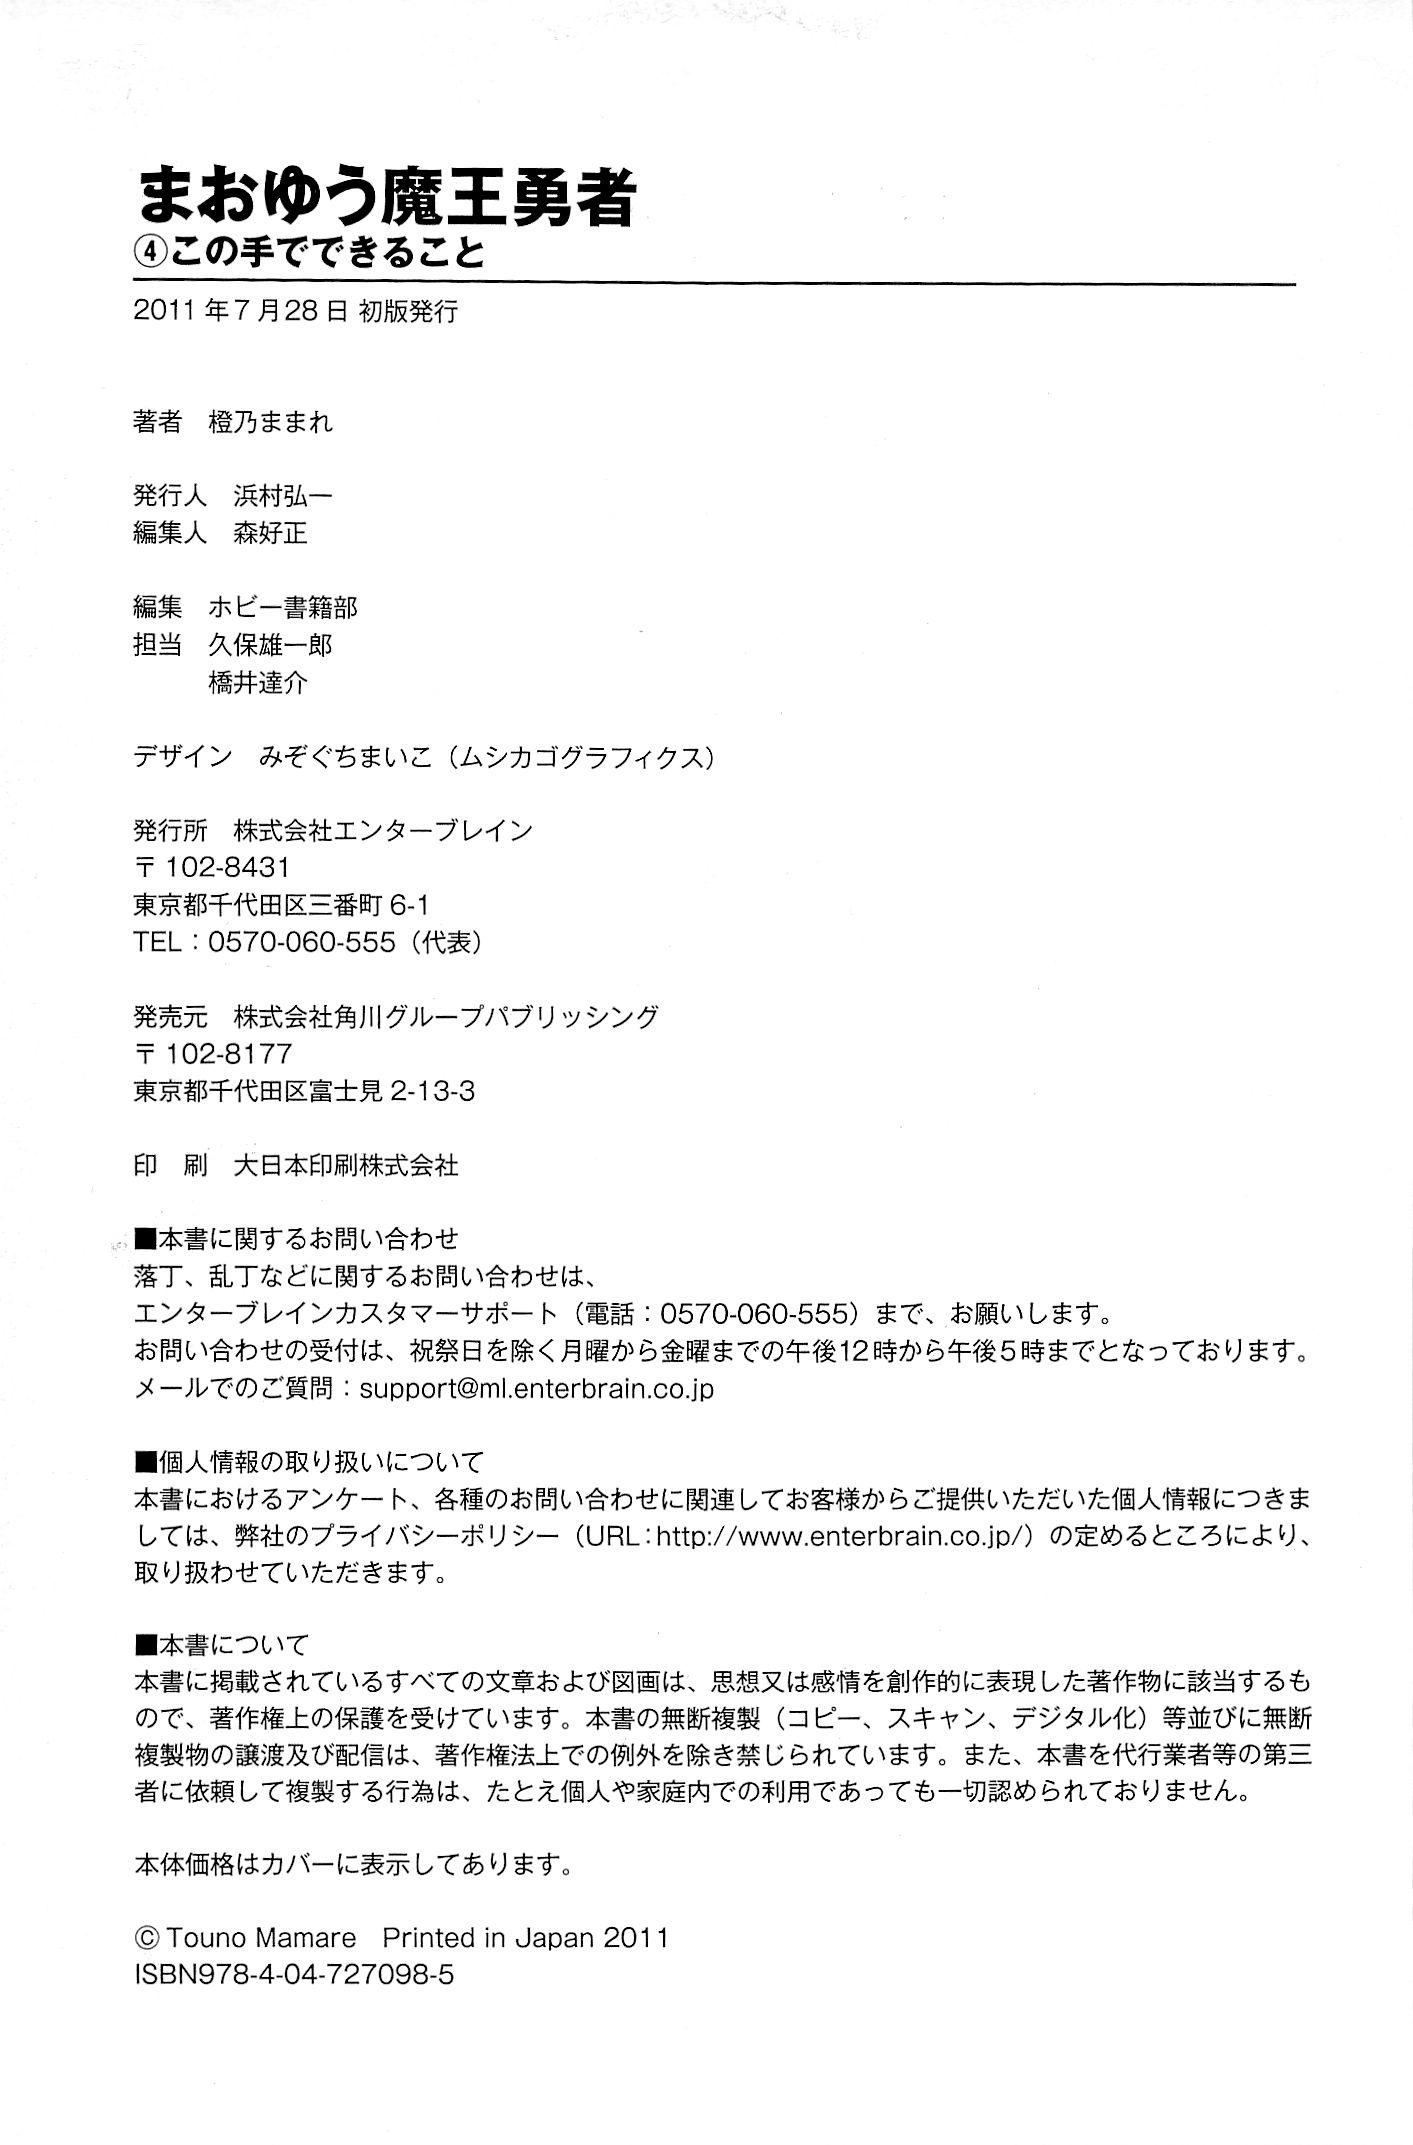 まおゆう魔王勇者
④この手でできること
2011年7月28日 初版発行
著者　橙乃ままれ
発行人　浜村弘一
編集人　森好正
編集　ホビー書籍部
担当　久保雄一郎
橋井達介
デザイン　みぞぐちまいこ（ムシカゴグラフィクス）
発行所　株式会社エンターブレイン
〒102-8431
東京都千代田区三番町 6-1
TEL：0570-060-555（代表）
発売元　株式会社角川グループパブリッシング
〒102-8177
東京都千代田区富士見 2-13-3
印　刷　大日本印刷株式会社
■本書に関するお問い合わせ
落丁、乱丁などに関するお問い合わせは、
エンターブレインカスタマーサポート（電話：0570-060-555）まで、お願いします。
お問い合わせの受付は、祝祭日を除く月曜から金曜までの午後12時から午後5時までとなっております。
メールでのご質問：support@ml.enterbrain.co.jp
■個人情報の取り扱いについて
本書におけるアンケート、各種のお問い合わせに関連してお客様からご提供いただいた個人情報につきま
しては、弊社のプライバシーポリシー（URL：http://www.enterbrain.co.jp/）の定めるところにより、
取り扱わせていただきます。
■本書について
本書に掲載されているすべての文章および図画は、思想又は感情を創作的に表現した著作物に該当するも
ので、著作権上の保護を受けています。本書の無断複製（コピー、スキャン、デジタル化）等並びに無断
複製物の譲渡及び配信は、著作権法上での例外を除き禁じられています。また、本書を代行業者等の第三
者に依頼して複製する行為は、たとえ個人や家庭内での利用であっても一切認められておりません。
本体価格はカバーに表示してあります。
© Touno Mamare　Printed in Japan 2011
ISBN978-4-04-727098-5